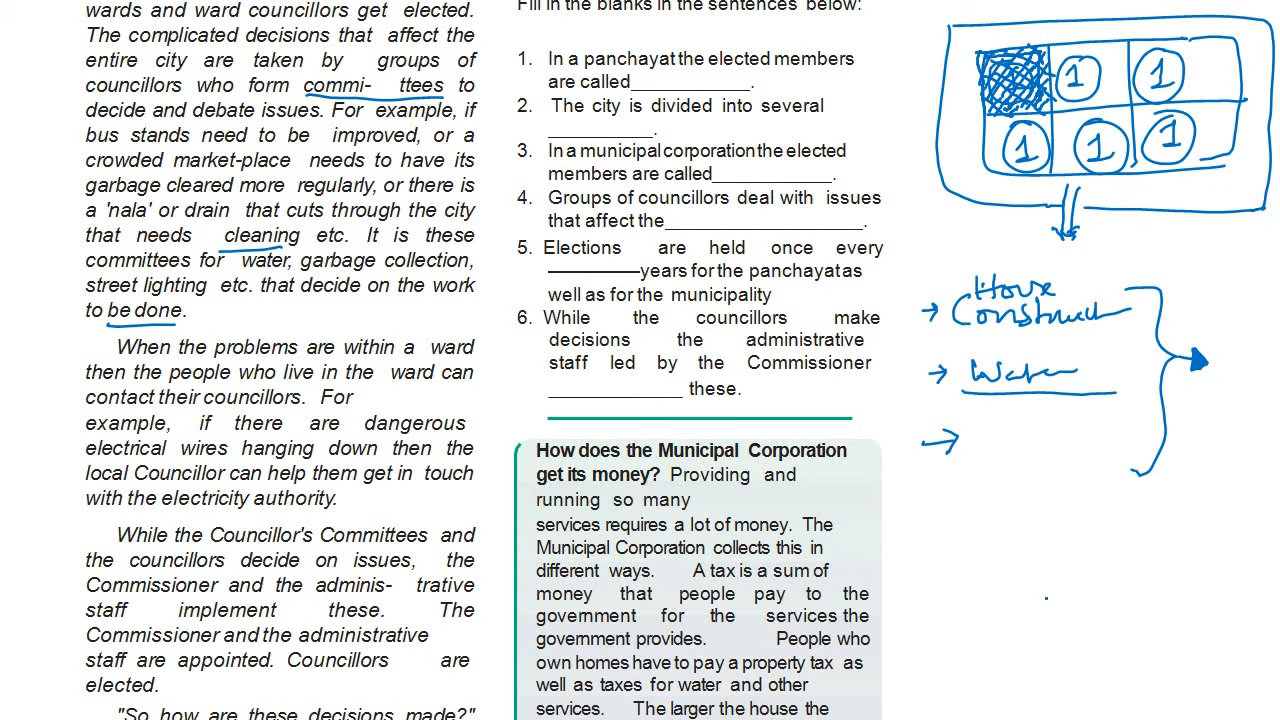 wards and ward councillors get elected.
The complicated decisions that affect the
entire city are taken by groups of
councillors who form commi- ttees to
decide and debate issues. For example, if
bus stands need to be improved, or a
crowded market-place needs to have its
garbage cleared more regularly, or there is
a 'nala' or drain that cuts through the city
that needs cleaning etc. It is these
committees for water, garbage collection,
street lighting etc. that decide on the work
to be done.
When the problems are within a ward
then the people who live in the ward can
contact their councillors. For
example, if there are dangerous
electrical wires hanging down then the
local Councillor can help them get in touch
with the electricity authority.
While the Councillor's Committees and
the councillors decide on issues, the
Commissioner and the adminis- trative
staff implement these. The
Commissioner and the administrative
staff are appointed. Councillors are
elected.
"So how are these decisions made?"
Fill in the blanks in the sentences below:
1. In a panchayat the elected members
are called____________.
2. The city is divided into several
__________.
3. In a municipal corporation the elected
members are called____________.
4. Groups of councillors deal with issues
that affect the___________________.
5. Elections are held once every
_________years for the panchayat as
well as for the municipality
6. While the councillors make
decisions the administrative
staff led by the Commissioner
_____________ these.
How does the Municipal Corporation
get its money? Providing and
running so many
services requires a lot of money. The
Municipal Corporation collects this in
different ways. A tax is a sum of
money that people pay to the
government for the services the
government provides. People who
own homes have to pay a property tax as
well as taxes for water and other
services. The larger the house the
1 1
1 1 1
→ House
Construct
→ Water
→